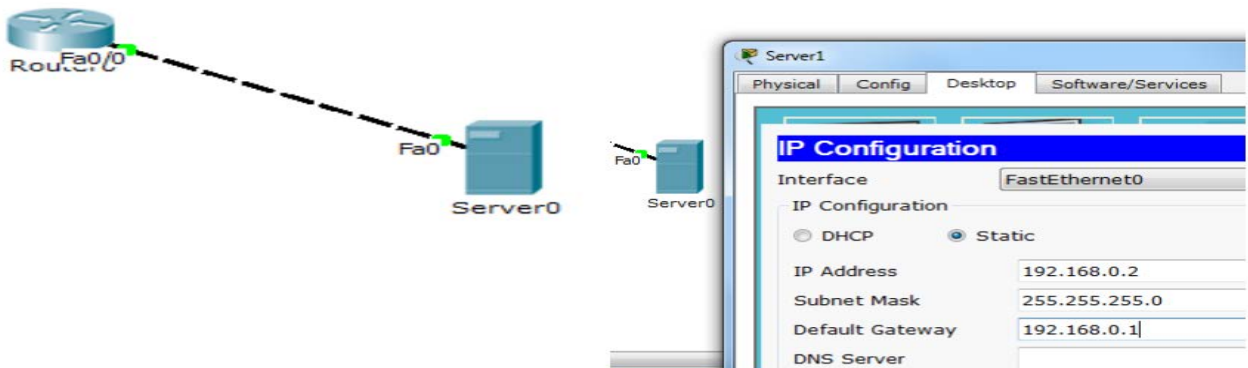 Fa0/0
Router0
Fa0
Server0
Fa0
Server0
Server1
Physical Config Desktop Software/Services
IP Configuration
Interface FastEthernet0
IP Configuration
DHCP Static
IP Address 192.168.0.2
Subnet Mask 255.255.255.0
Default Gateway 192.168.0.1
DNS Server